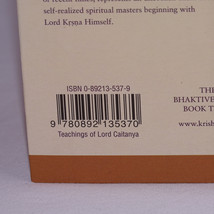 self-realized spiritual masters beginning with
Lord Kṛṣṇa Himself.
TH
BHAKTIVE
BOOK T
www.krish
ISBN 0-89213-537-9
9 780892 135370
Teachings of Lord Caitanya